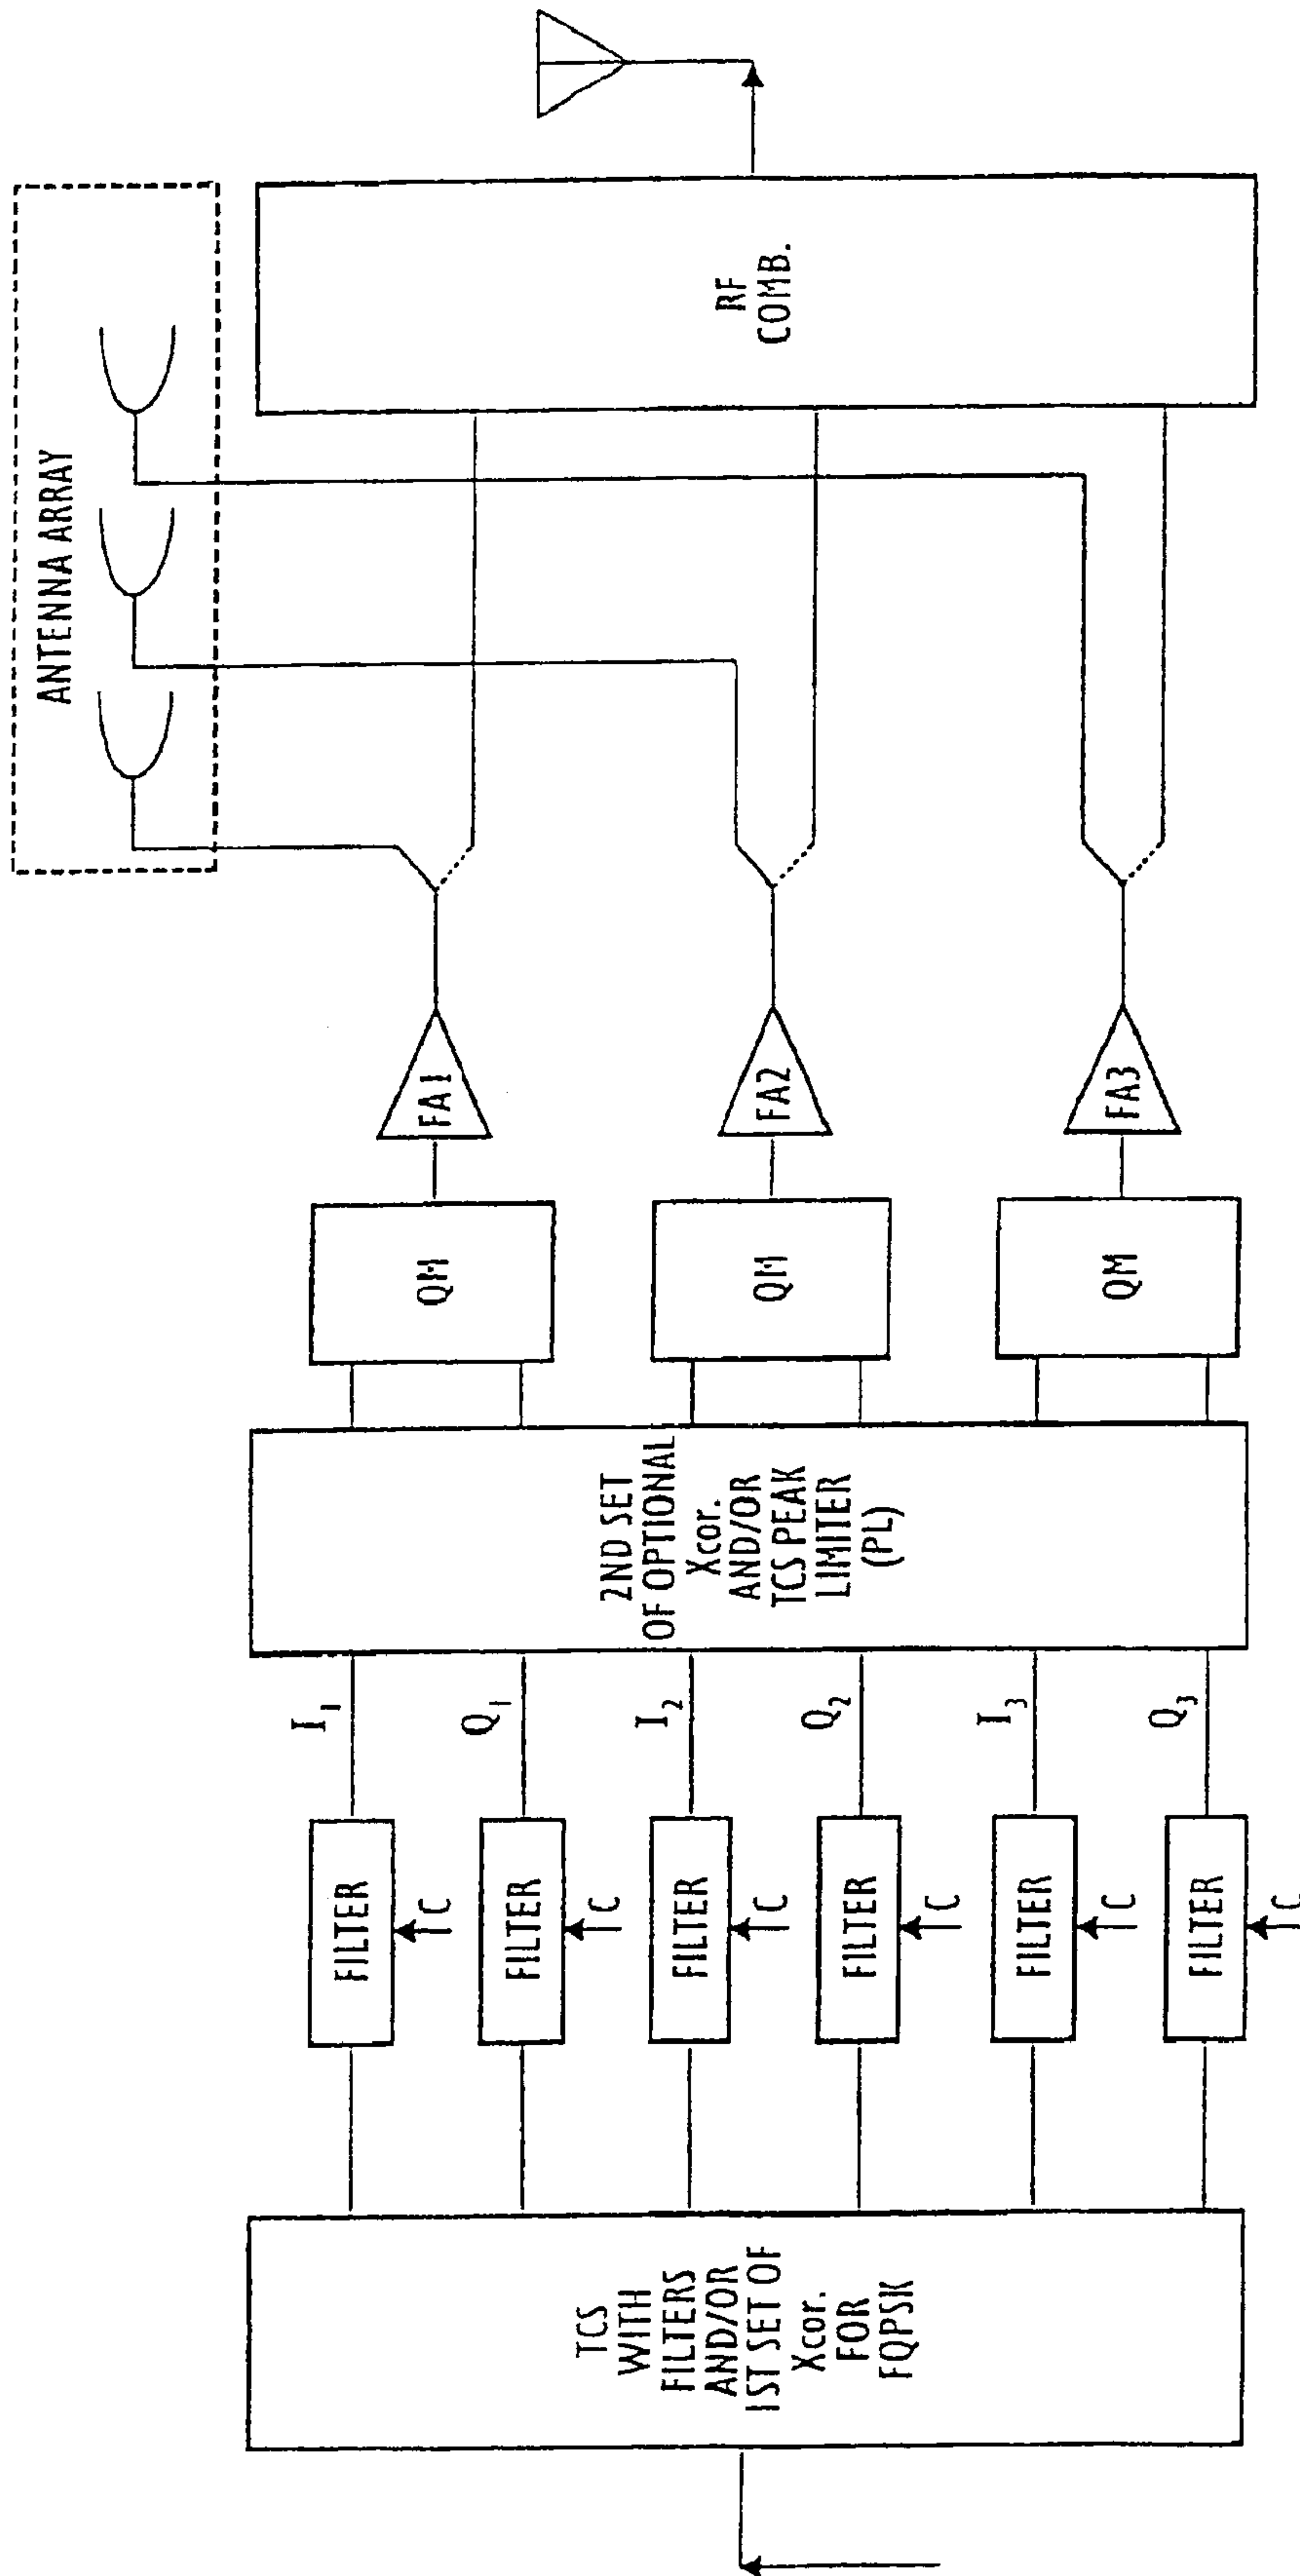 ANTENNA ARRAY
TCS
WITH
FILTERS
AND/OR
1ST SET OF
Xcor.
FOR
FQPSK
FILTER
C
I1
FILTER
C
Q1
FILTER
C
I2
FILTER
C
Q2
FILTER
C
I3
FILTER
C
Q3
2ND SET
OF OPTIONAL
Xcor.
AND/OR
TCS PEAK
LIMITER
(PL)
QM
QM
QM
FA1
FA2
FA3
RF
COMB.